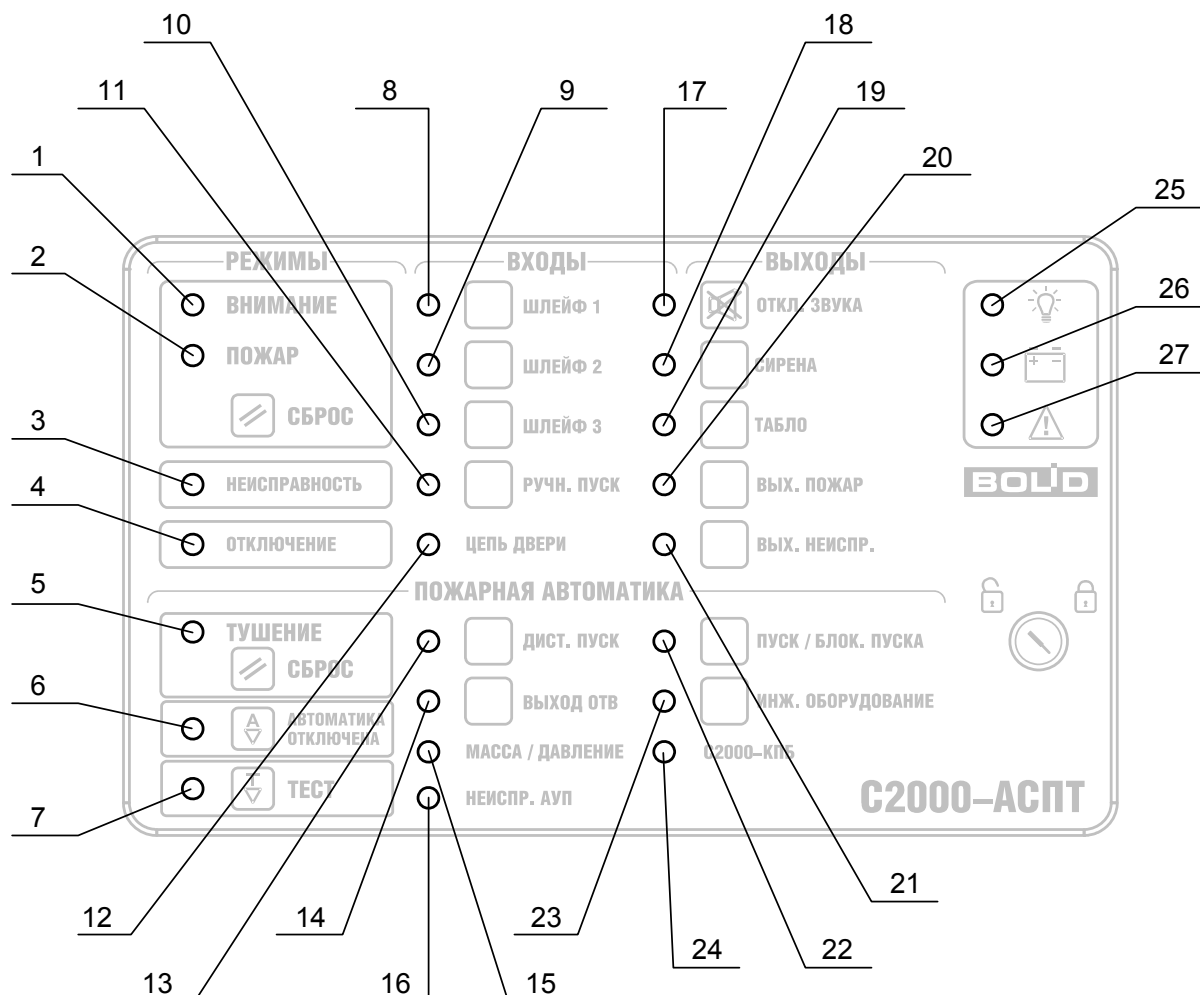 10
18
11
8
9
17
19
1
20
25
2
26
27
3
4
5
6
7
РЕЖИМЫ
ВХОДЫ
ВЫХОДЫ
ВНИМАНИЕ
ШЛЕЙФ 1
ОТКЛ. ЗВУКА
ПОЖАР
ШЛЕЙФ 2
СИРЕНА
СБРОС
ШЛЕЙФ 3
ТАБЛО
НЕИСПРАВНОСТЬ
РУЧН. ПУСК
ВЫХ. ПОЖАР
BOLID
ОТКЛЮЧЕНИЕ
ЦЕПЬ ДВЕРИ
ВЫХ. НЕИСПР.
ПОЖАРНАЯ АВТОМАТИКА
ТУШЕНИЕ
ДИСТ. ПУСК
ПУСК / БЛОК. ПУСКА
СБРОС
ВЫХОД ОТВ
ИНЖ. ОБОРУДОВАНИЕ
А
АВТОМАТИКА
ОТКЛЮЧЕНА
МАССА / ДАВЛЕНИЕ
С2000–КПБ
Т
ТЕСТ
НЕИСПР. АУП
С2000–АСПТ
21
12
14
23
24
22
13
16
15